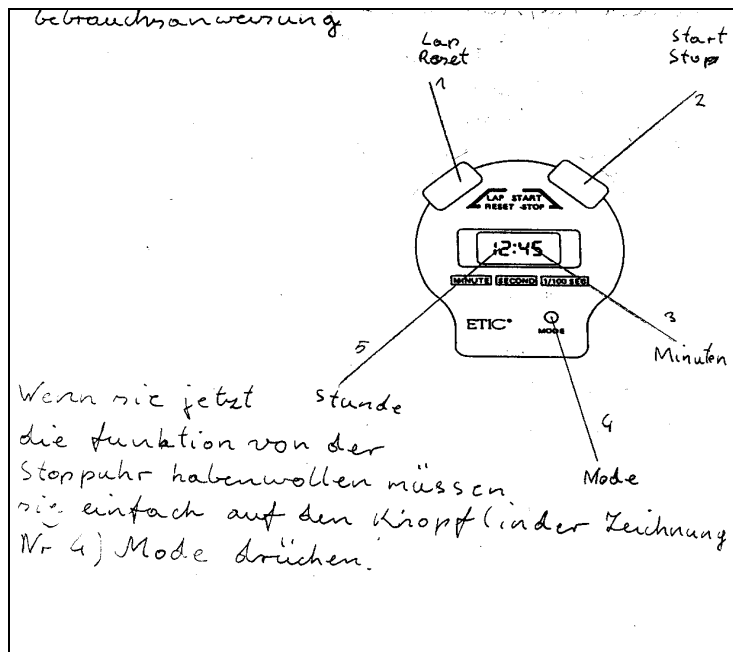 Gebrauchsanweisung
Lap
Reset
1
Start
Stop
2
LAP START
RESET STOP
12:45
MINUTE SECOND 1/100 SEC
ETIC
MODE
5
3
Stunde
Minuten
4
Mode
Wenn sie jetzt
die funktion von der
Stoppuhr habenwollen müssen
sie einfach auf den Knopf (in der Zeichnung
Nr 4) Mode drücken.